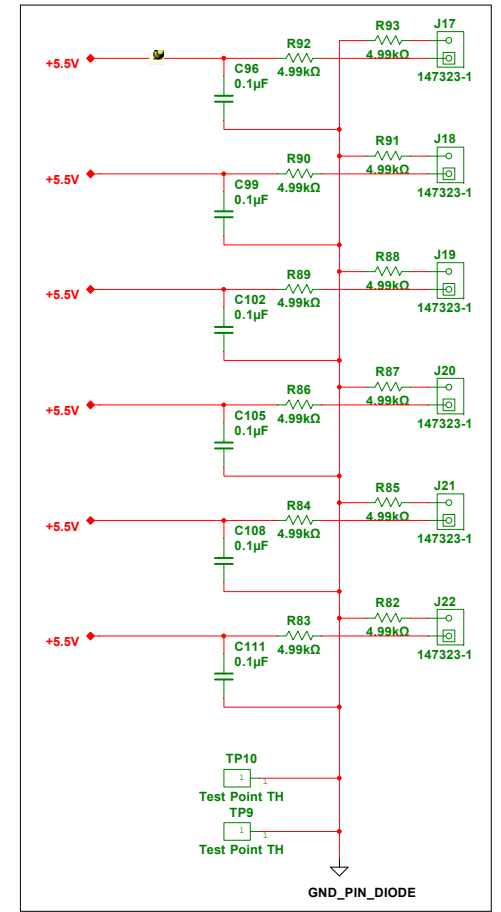 R93 J17
R92
+5.5V C96 4.99kΩ
0.1µF 4.99kΩ 147323-1
R91 J18
R90
+5.5V C99 4.99kΩ
0.1µF 4.99kΩ 147323-1
R88 J19
R89
+5.5V C102 4.99kΩ
0.1µF 4.99kΩ 147323-1
R87 J20
R86
+5.5V C105 4.99kΩ
0.1µF 4.99kΩ 147323-1
R85 J21
R84
+5.5V C108 4.99kΩ
0.1µF 4.99kΩ 147323-1
R82 J22
R83
+5.5V C111 4.99kΩ
0.1µF 4.99kΩ 147323-1
TP10
1 1
Test Point TH
TP9
1 1
Test Point TH
GND_PIN_DIODE